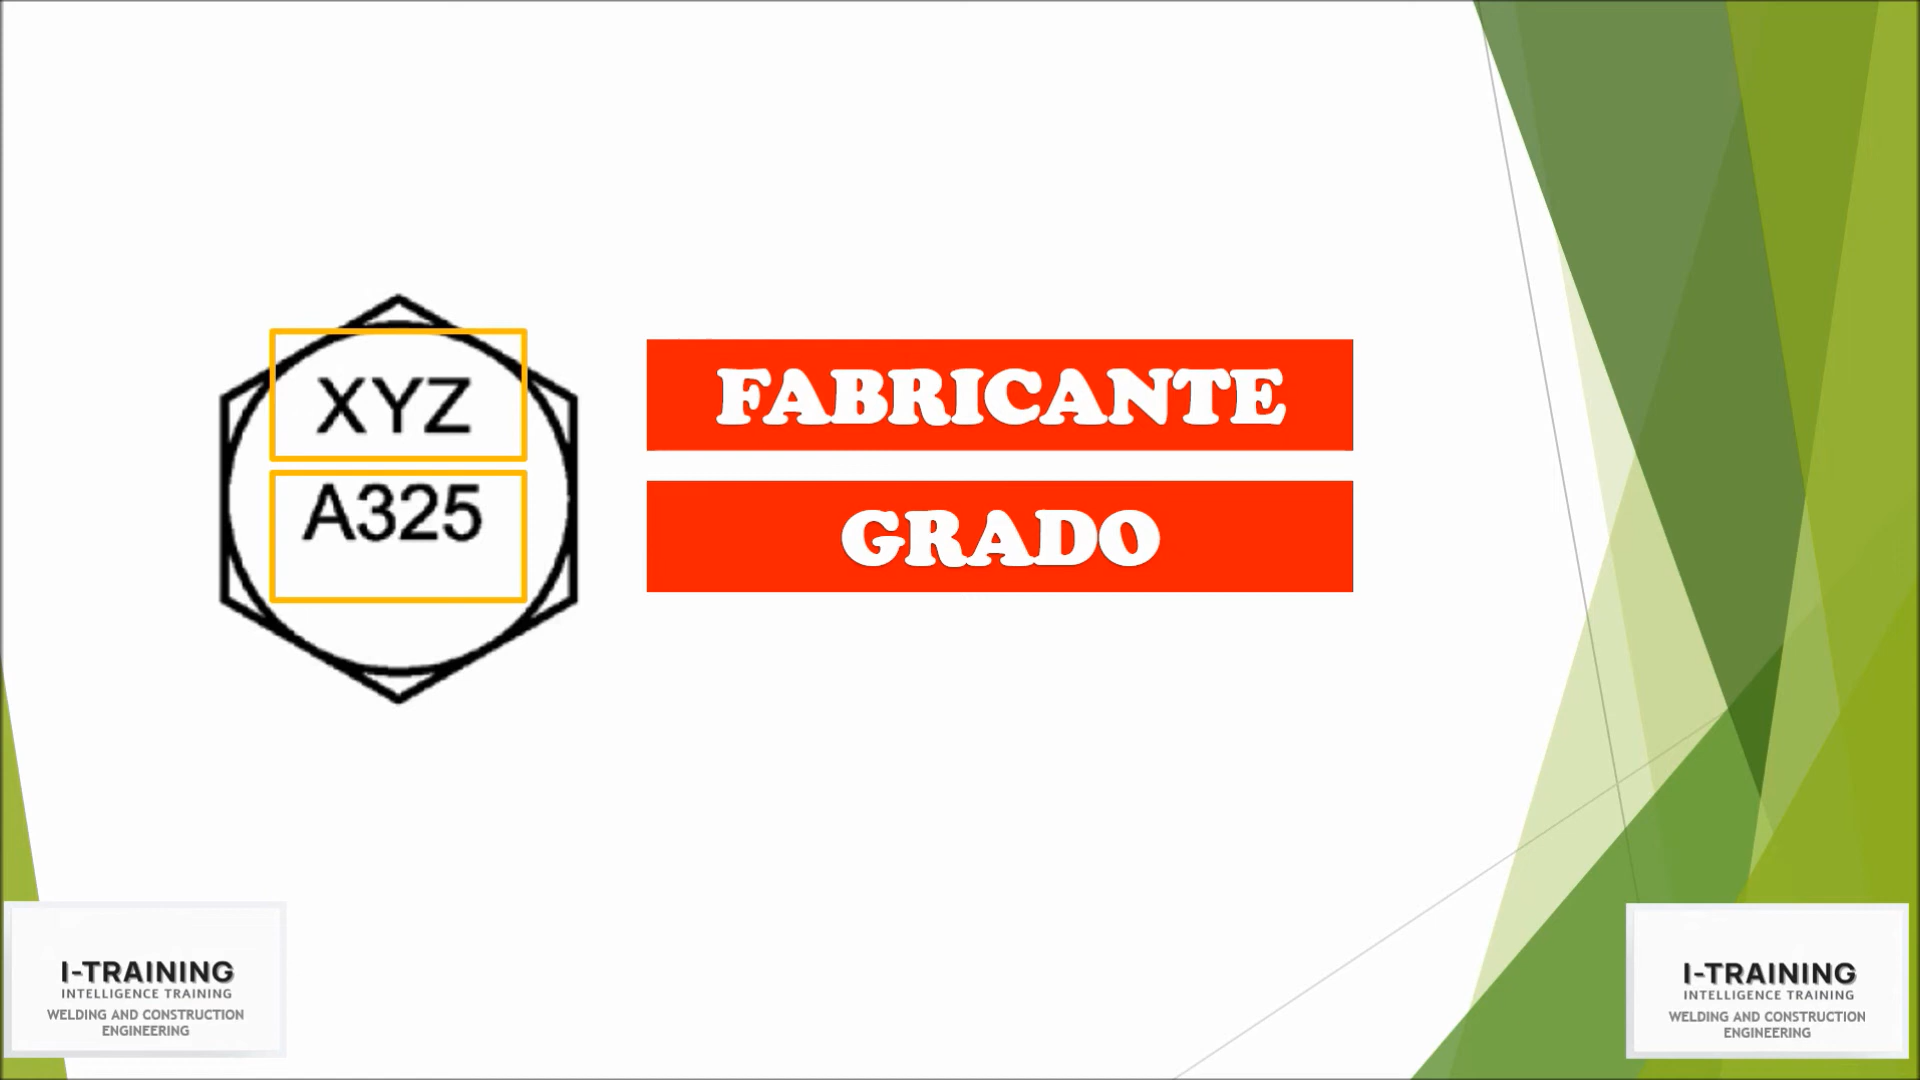 XYZ
FABRICANTE
A325
GRADO
I-TRAINING
INTELLIGENCE TRAINING
WELDING AND CONSTRUCTION
ENGINEERING
I-TRAINING
INTELLIGENCE TRAINING
WELDING AND CONSTRUCTION
ENGINEERING